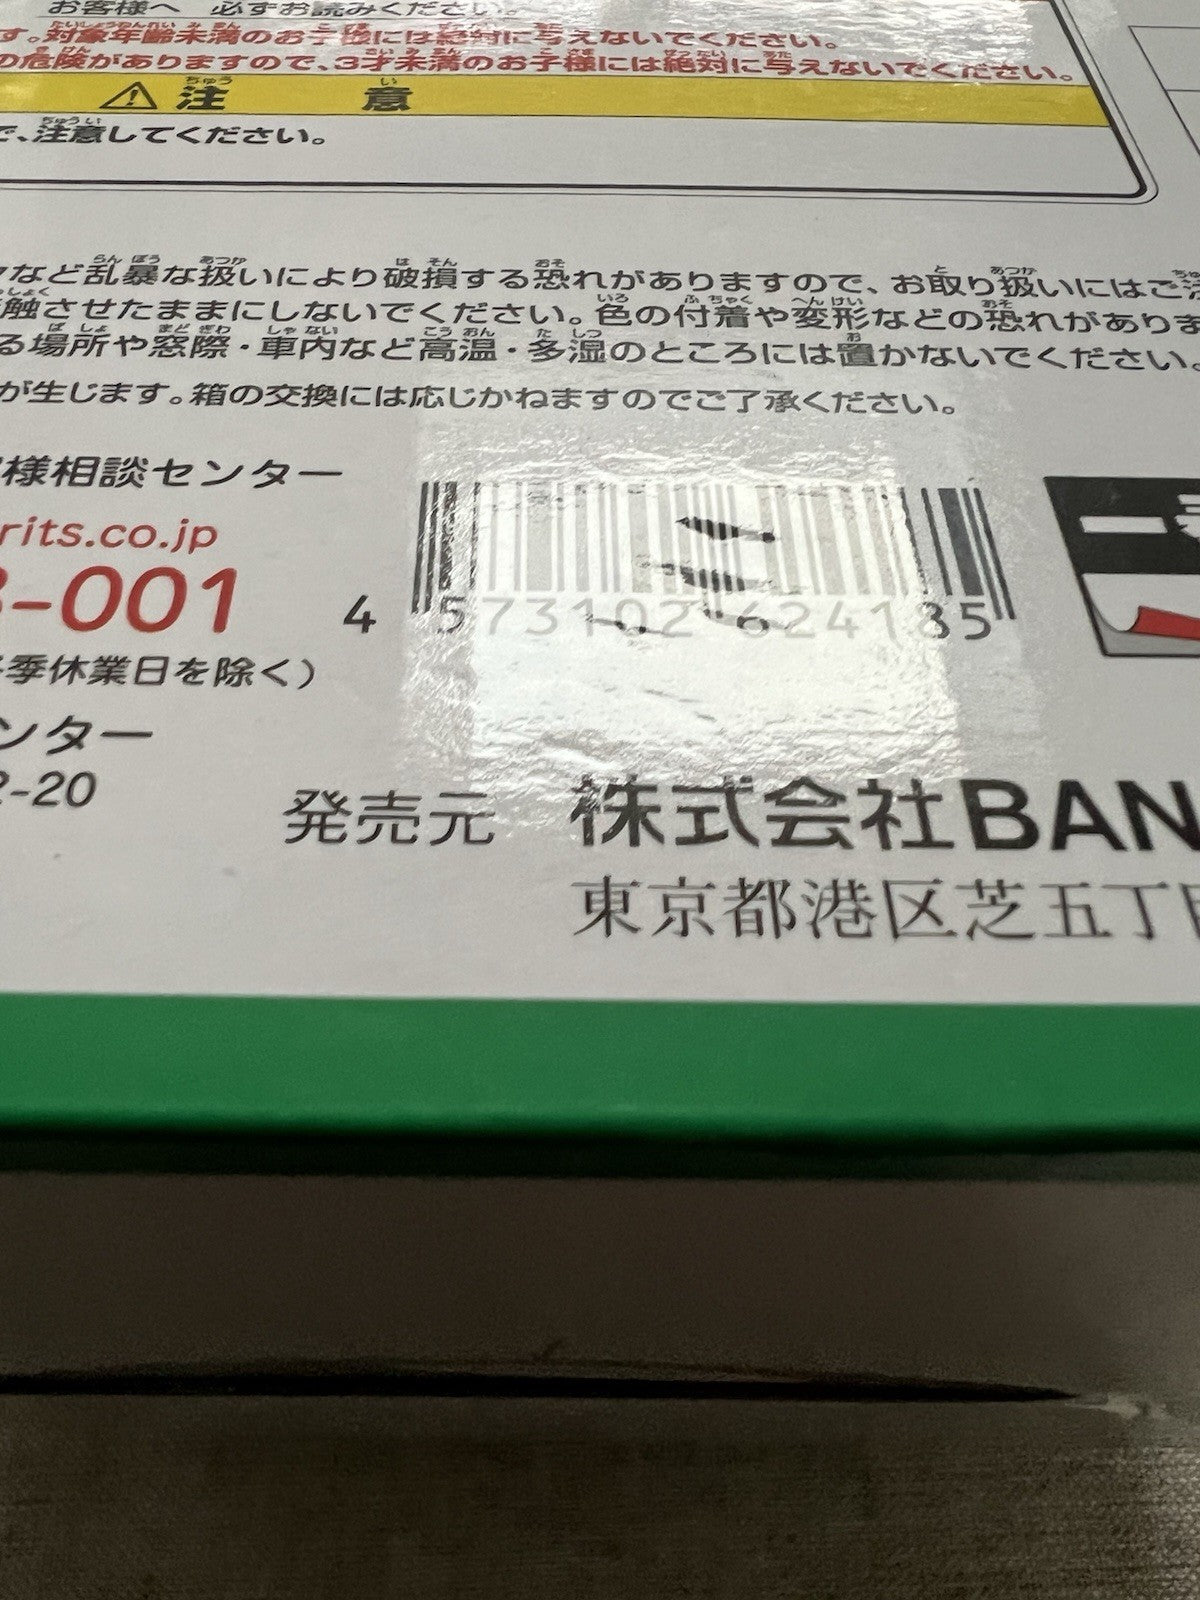 お客様へ 必ずお読みください。
す。対象年齢未満のお子様には絶対に与えないでください。
の危険がありますので、3才未満のお子様には絶対に与えないでください。
⚠注 意
で、注意してください。
など乱暴な扱いにより破損する恐れがありますので、お取り扱いにはご
触させたままにしないでください。色の付着や変形などの恐れがありま
る場所や窓際・車内など高温・多湿のところには置かないでください。
が生じます。箱の交換には応じかねますのでご了承ください。
様相談センター
rits.co.jp
-001
季休業日を除く)
ンター
2-20
4 573102 624185
発売元 株式会社BAN
東京都港区芝五丁